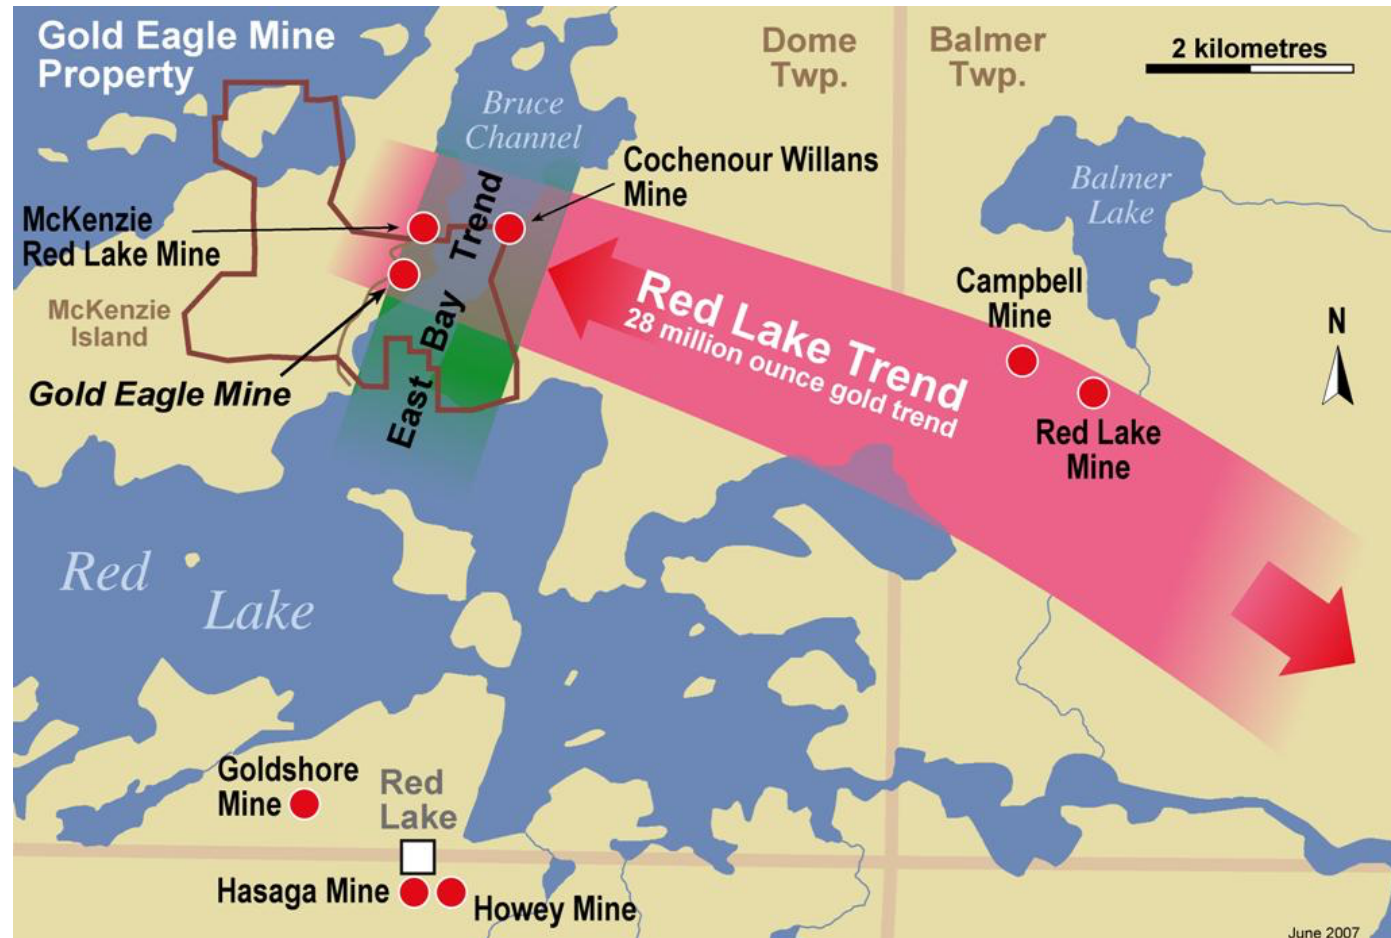 Gold Eagle Mine
Property
Dome
Twp.
Balmer
Twp.
2 kilometres
Bruce
Channel
Cochenour Willans
Mine
Balmer
Lake
McKenzie
Red Lake Mine
East Bay Trend
Campbell
Mine
Red Lake Trend
28 million ounce gold trend
N
McKenzie
Island
Gold Eagle Mine
Red Lake
Mine
Red
Lake
Goldshore
Mine
Red
Lake
Hasaga Mine
Howey Mine
June 2007